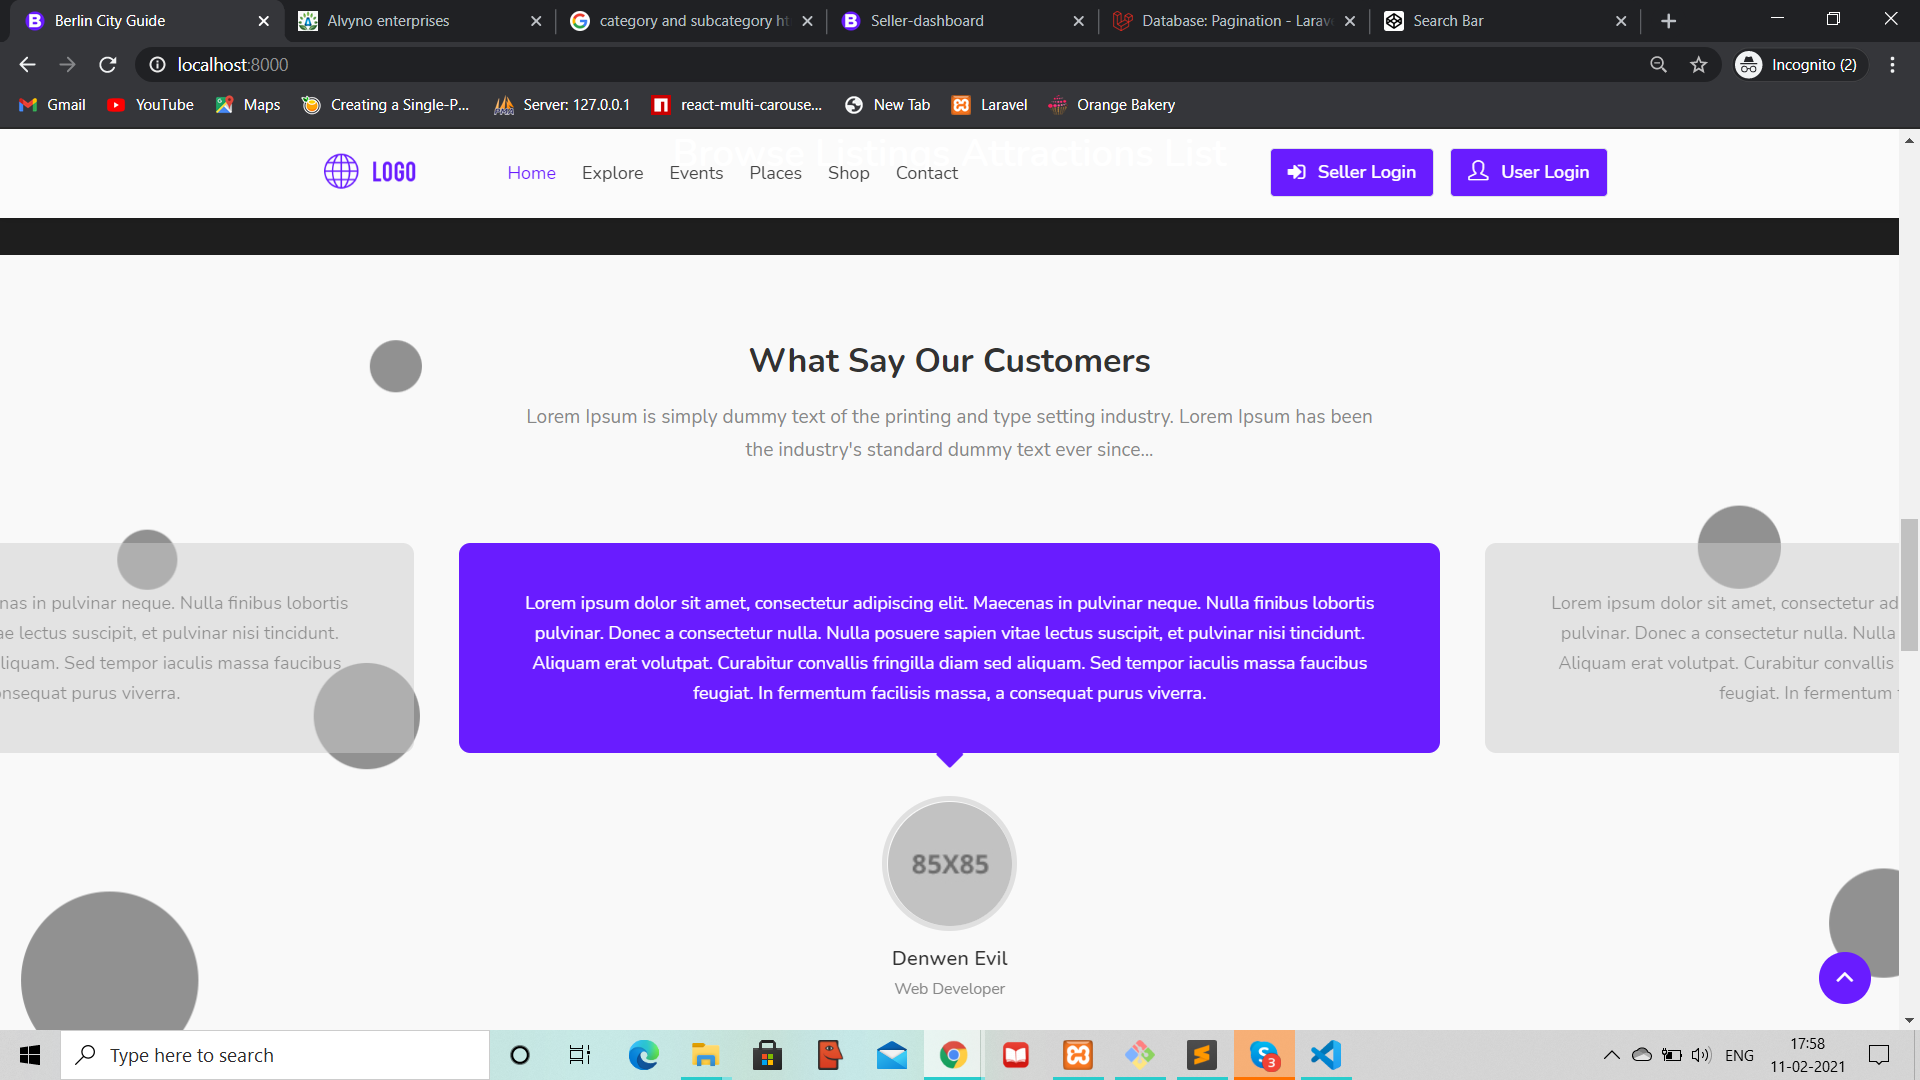 Berlin City Guide
Alvyno enterprises
category and subcategory ht
Seller-dashboard
Database: Pagination - Larave
Search Bar
localhost:8000
Incognito (2)
Gmail
YouTube
Maps
Creating a Single-P...
Server: 127.0.0.1
react-multi-carouse...
New Tab
Laravel
Orange Bakery
Browse Listings Attractions List
LOGO
Home
Explore
Events
Places
Shop
Contact
Seller Login
User Login
What Say Our Customers
Lorem Ipsum is simply dummy text of the printing and type setting industry. Lorem Ipsum has been
the industry's standard dummy text ever since...
nas in pulvinar neque. Nulla finibus lobortis
ae lectus suscipit, et pulvinar nisi tincidunt.
liquam. Sed tempor iaculis massa faucibus
onsequat purus viverra.
Lorem ipsum dolor sit amet, consectetur adipiscing elit. Maecenas in pulvinar neque. Nulla finibus lobortis
pulvinar. Donec a consectetur nulla. Nulla posuere sapien vitae lectus suscipit, et pulvinar nisi tincidunt.
Aliquam erat volutpat. Curabitur convallis fringilla diam sed aliquam. Sed tempor iaculis massa faucibus
feugiat. In fermentum facilisis massa, a consequat purus viverra.
Lorem ipsum dolor sit amet, consectetur ad
pulvinar. Donec a consectetur nulla. Nulla
Aliquam erat volutpat. Curabitur convallis
feugiat. In fermentum
85X85
Denwen Evil
Web Developer
Type here to search
3
ENG
17:58
11-02-2021